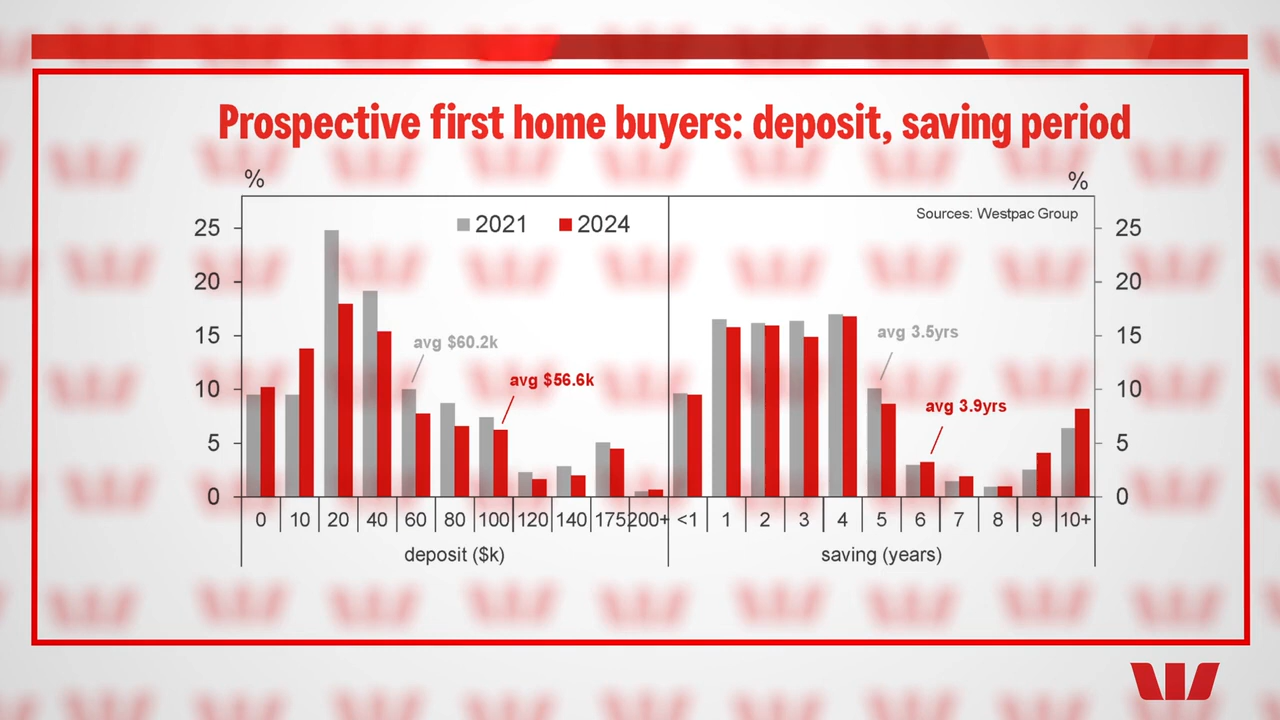 Prospective first home buyers: deposit, saving period
% %
Sources: Westpac Group
2021 2024
25 25
20 20
15 15
10 10
5 5
0 0
avg $60.2k
avg $56.6k
avg 3.5yrs
avg 3.9yrs
0 10 20 40 60 80 100 120 140 175 200+ <1 1 2 3 4 5 6 7 8 9 10+
deposit ($k) saving (years)